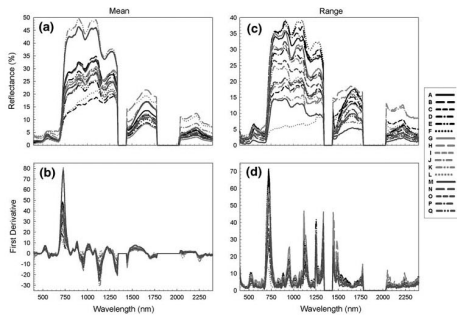 Mean
Range
(a)
(c)
Reflectance (%)
50
45
40
35
30
25
20
15
10
5
0
40
35
30
25
20
15
10
5
0
(b)
(d)
First Derivative
80
70
60
50
40
30
20
10
0
-10
-20
-30
70
60
50
40
30
20
10
0
500 750 1000 1250 1500 1750 2000 2250
500 750 1000 1250 1500 1750 2000 2250
Wavelength (nm)
Wavelength (nm)
A
B
C
D
E
F
G
H
I
J
K
L
M
N
O
P
Q